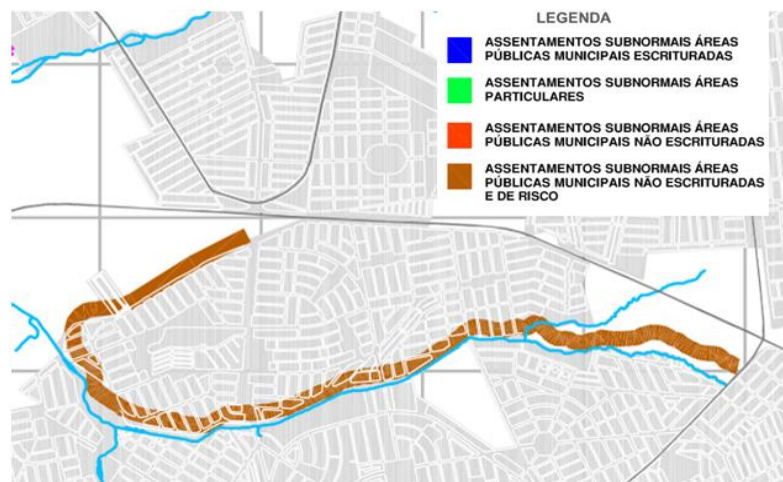 LEGENDA
ASSENTAMENTOS SUBNORMAIS ÁREAS
PÚBLICAS MUNICIPAIS ESCRITURADAS
ASSENTAMENTOS SUBNORMAIS ÁREAS
PARTICULARES
ASSENTAMENTOS SUBNORMAIS ÁREAS
PÚBLICAS MUNICIPAIS NÃO ESCRITURADAS
ASSENTAMENTOS SUBNORMAIS ÁREAS
PÚBLICAS MUNICIPAIS NÃO ESCRITURADAS
E DE RISCO